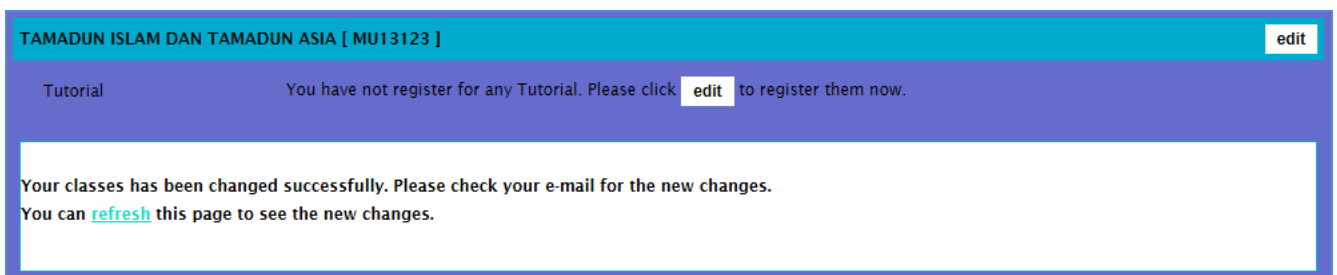 TAMADUN ISLAM DAN TAMADUN ASIA [ MU13123 ] edit
Tutorial You have not register for any Tutorial. Please click edit to register them now.
Your classes has been changed successfully. Please check your e-mail for the new changes.
You can refresh this page to see the new changes.